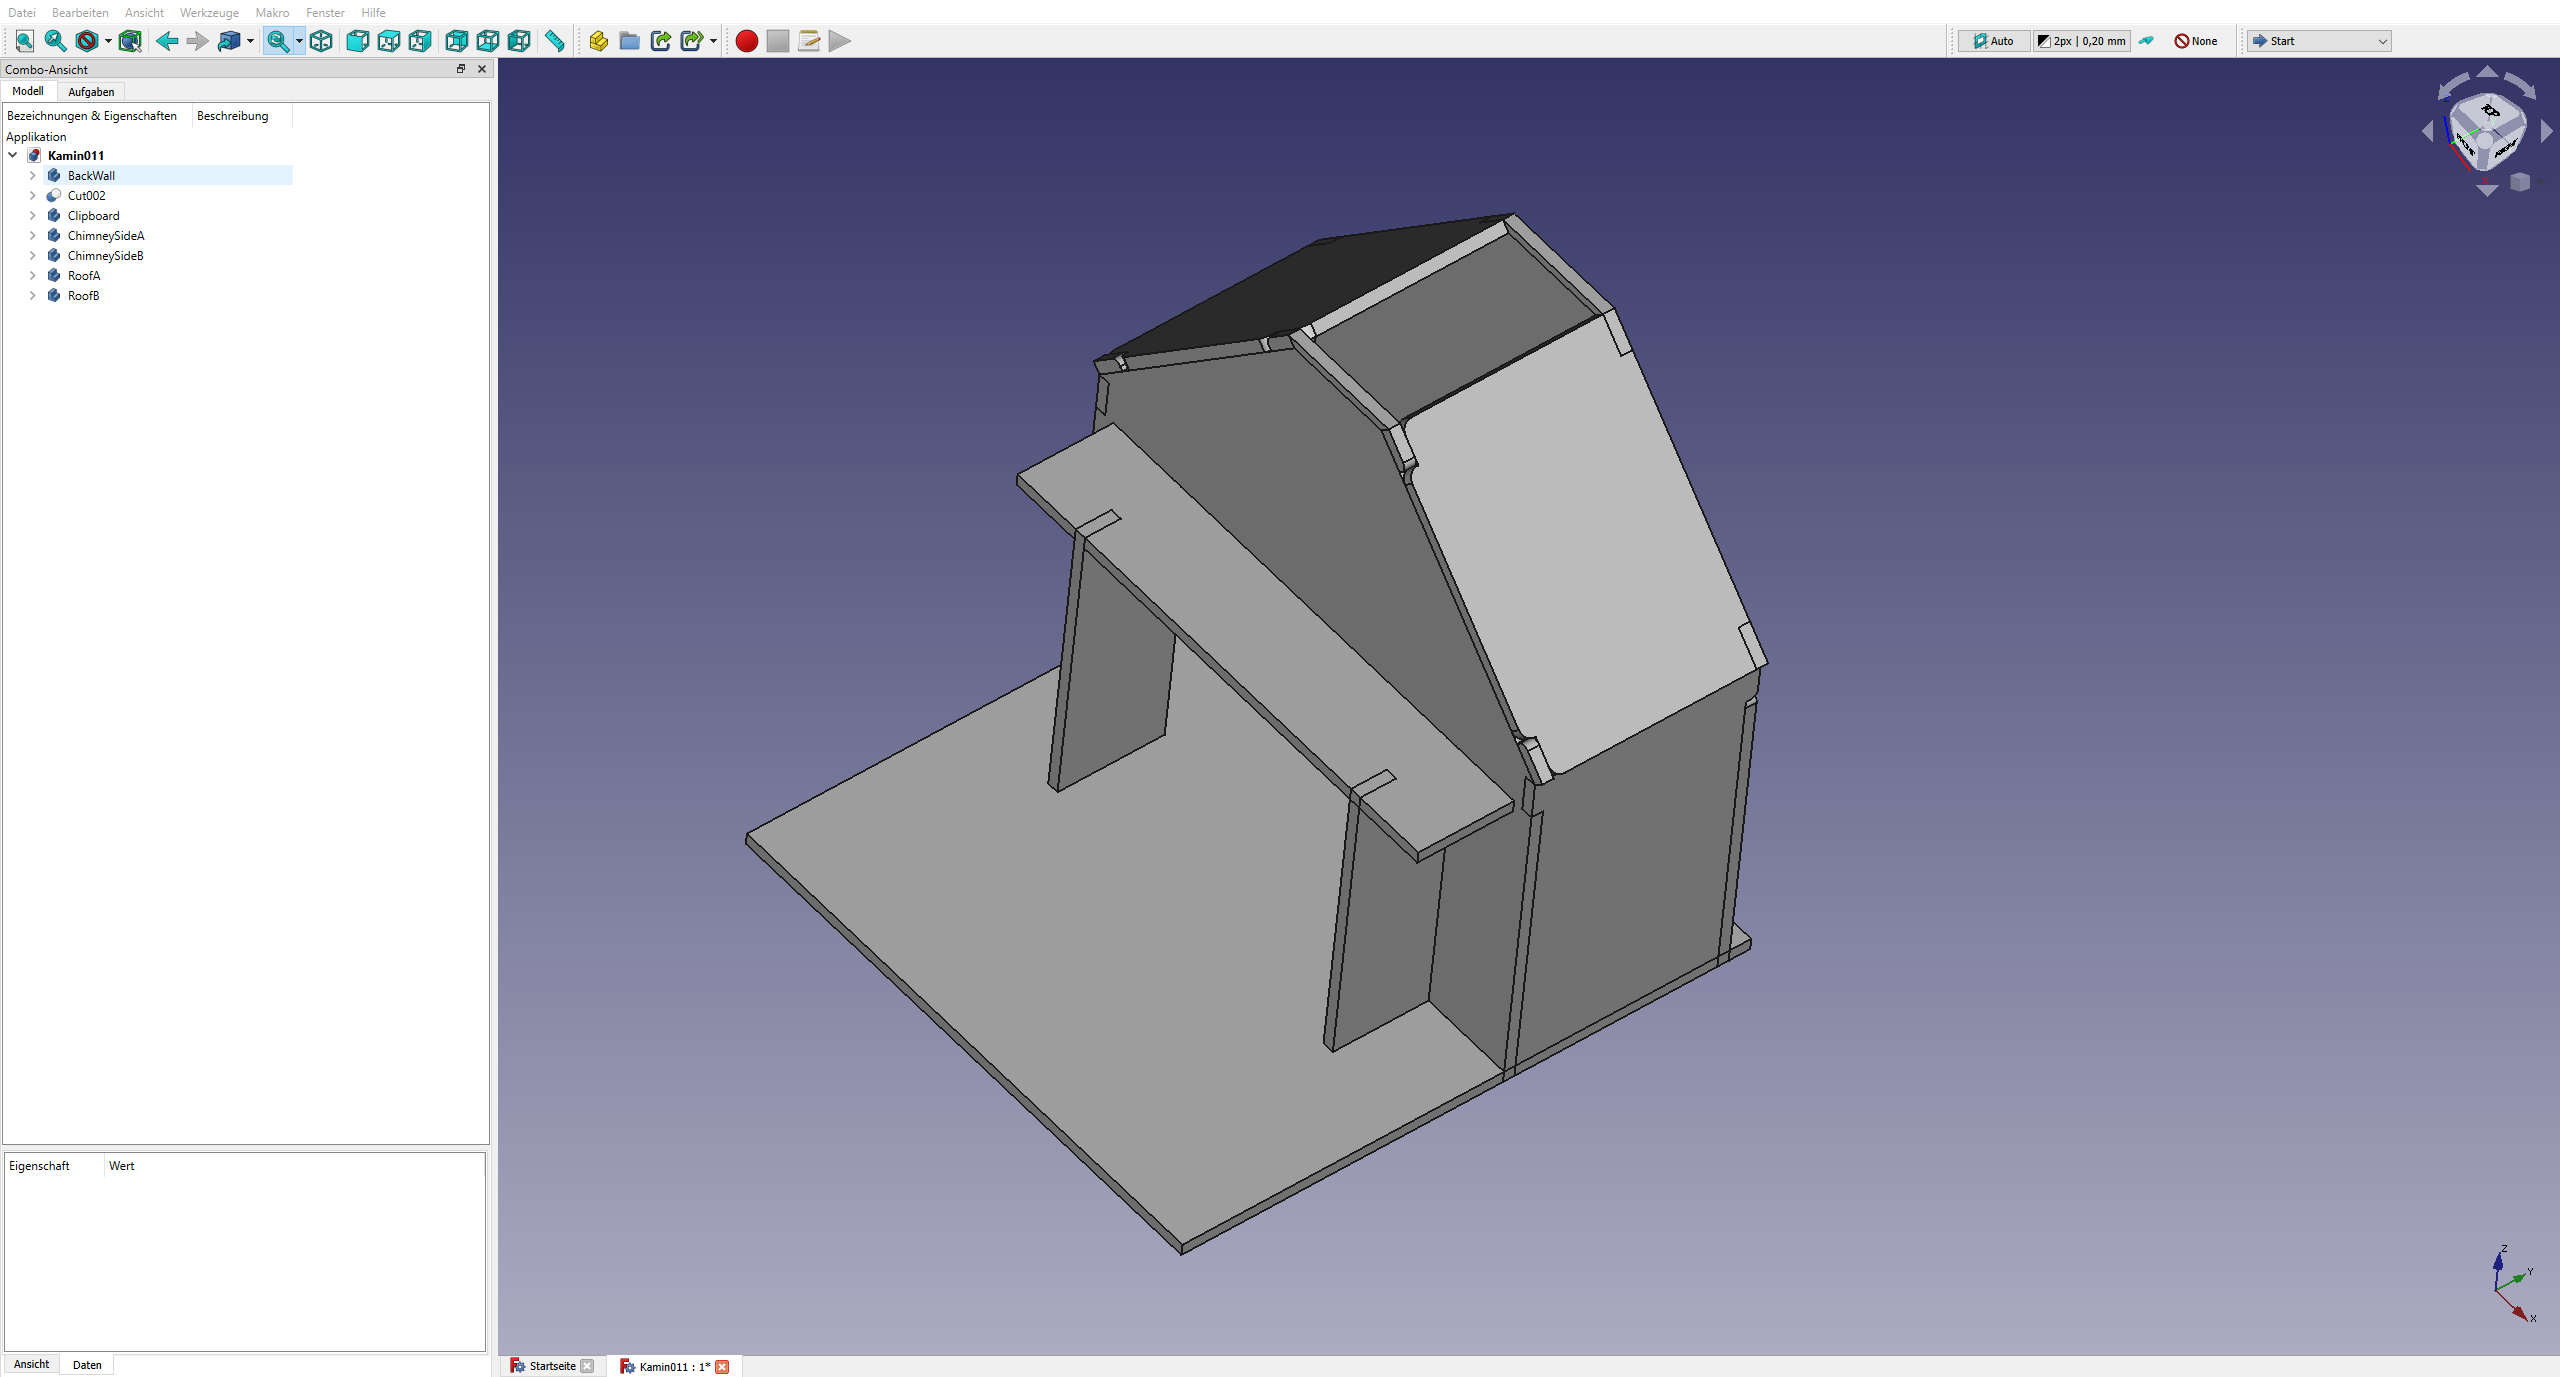 Datei Bearbeiten Ansicht Werkzeuge Makro Fenster Hilfe
Auto 2px | 0,20 mm None Start
Combo-Ansicht
Modell Aufgaben
Bezeichnungen & Eigenschaften Beschreibung
Applikation
Kamin011
BackWall
Cut002
Clipboard
ChimneySideA
ChimneySideB
RoofA
RoofB
TOP
Z
Y
X
Eigenschaft Wert
Ansicht Daten
Startseite Kamin011 : 1*